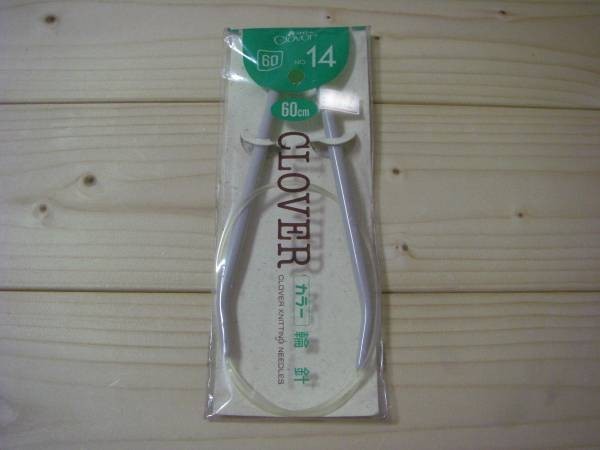 Clover
60
NO 14
60cm
CLOVER
カラー 輪針
CLOVER KNITTING NEEDLES